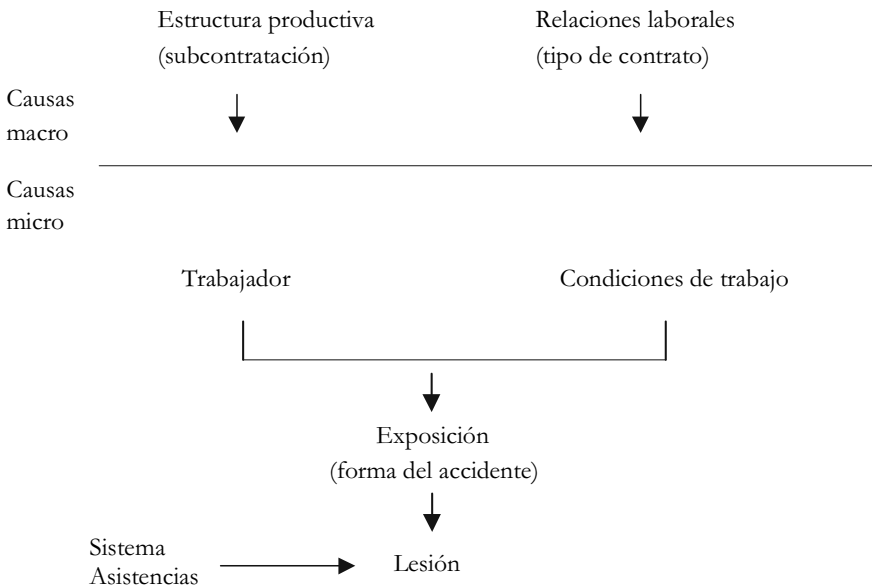 Estructura productiva
(subcontratación)
Relaciones laborales
(tipo de contrato)
Causas
macro
Causas
micro
Trabajador
Condiciones de trabajo
Exposición
(forma del accidente)
Sistema
Asistencias
Lesión